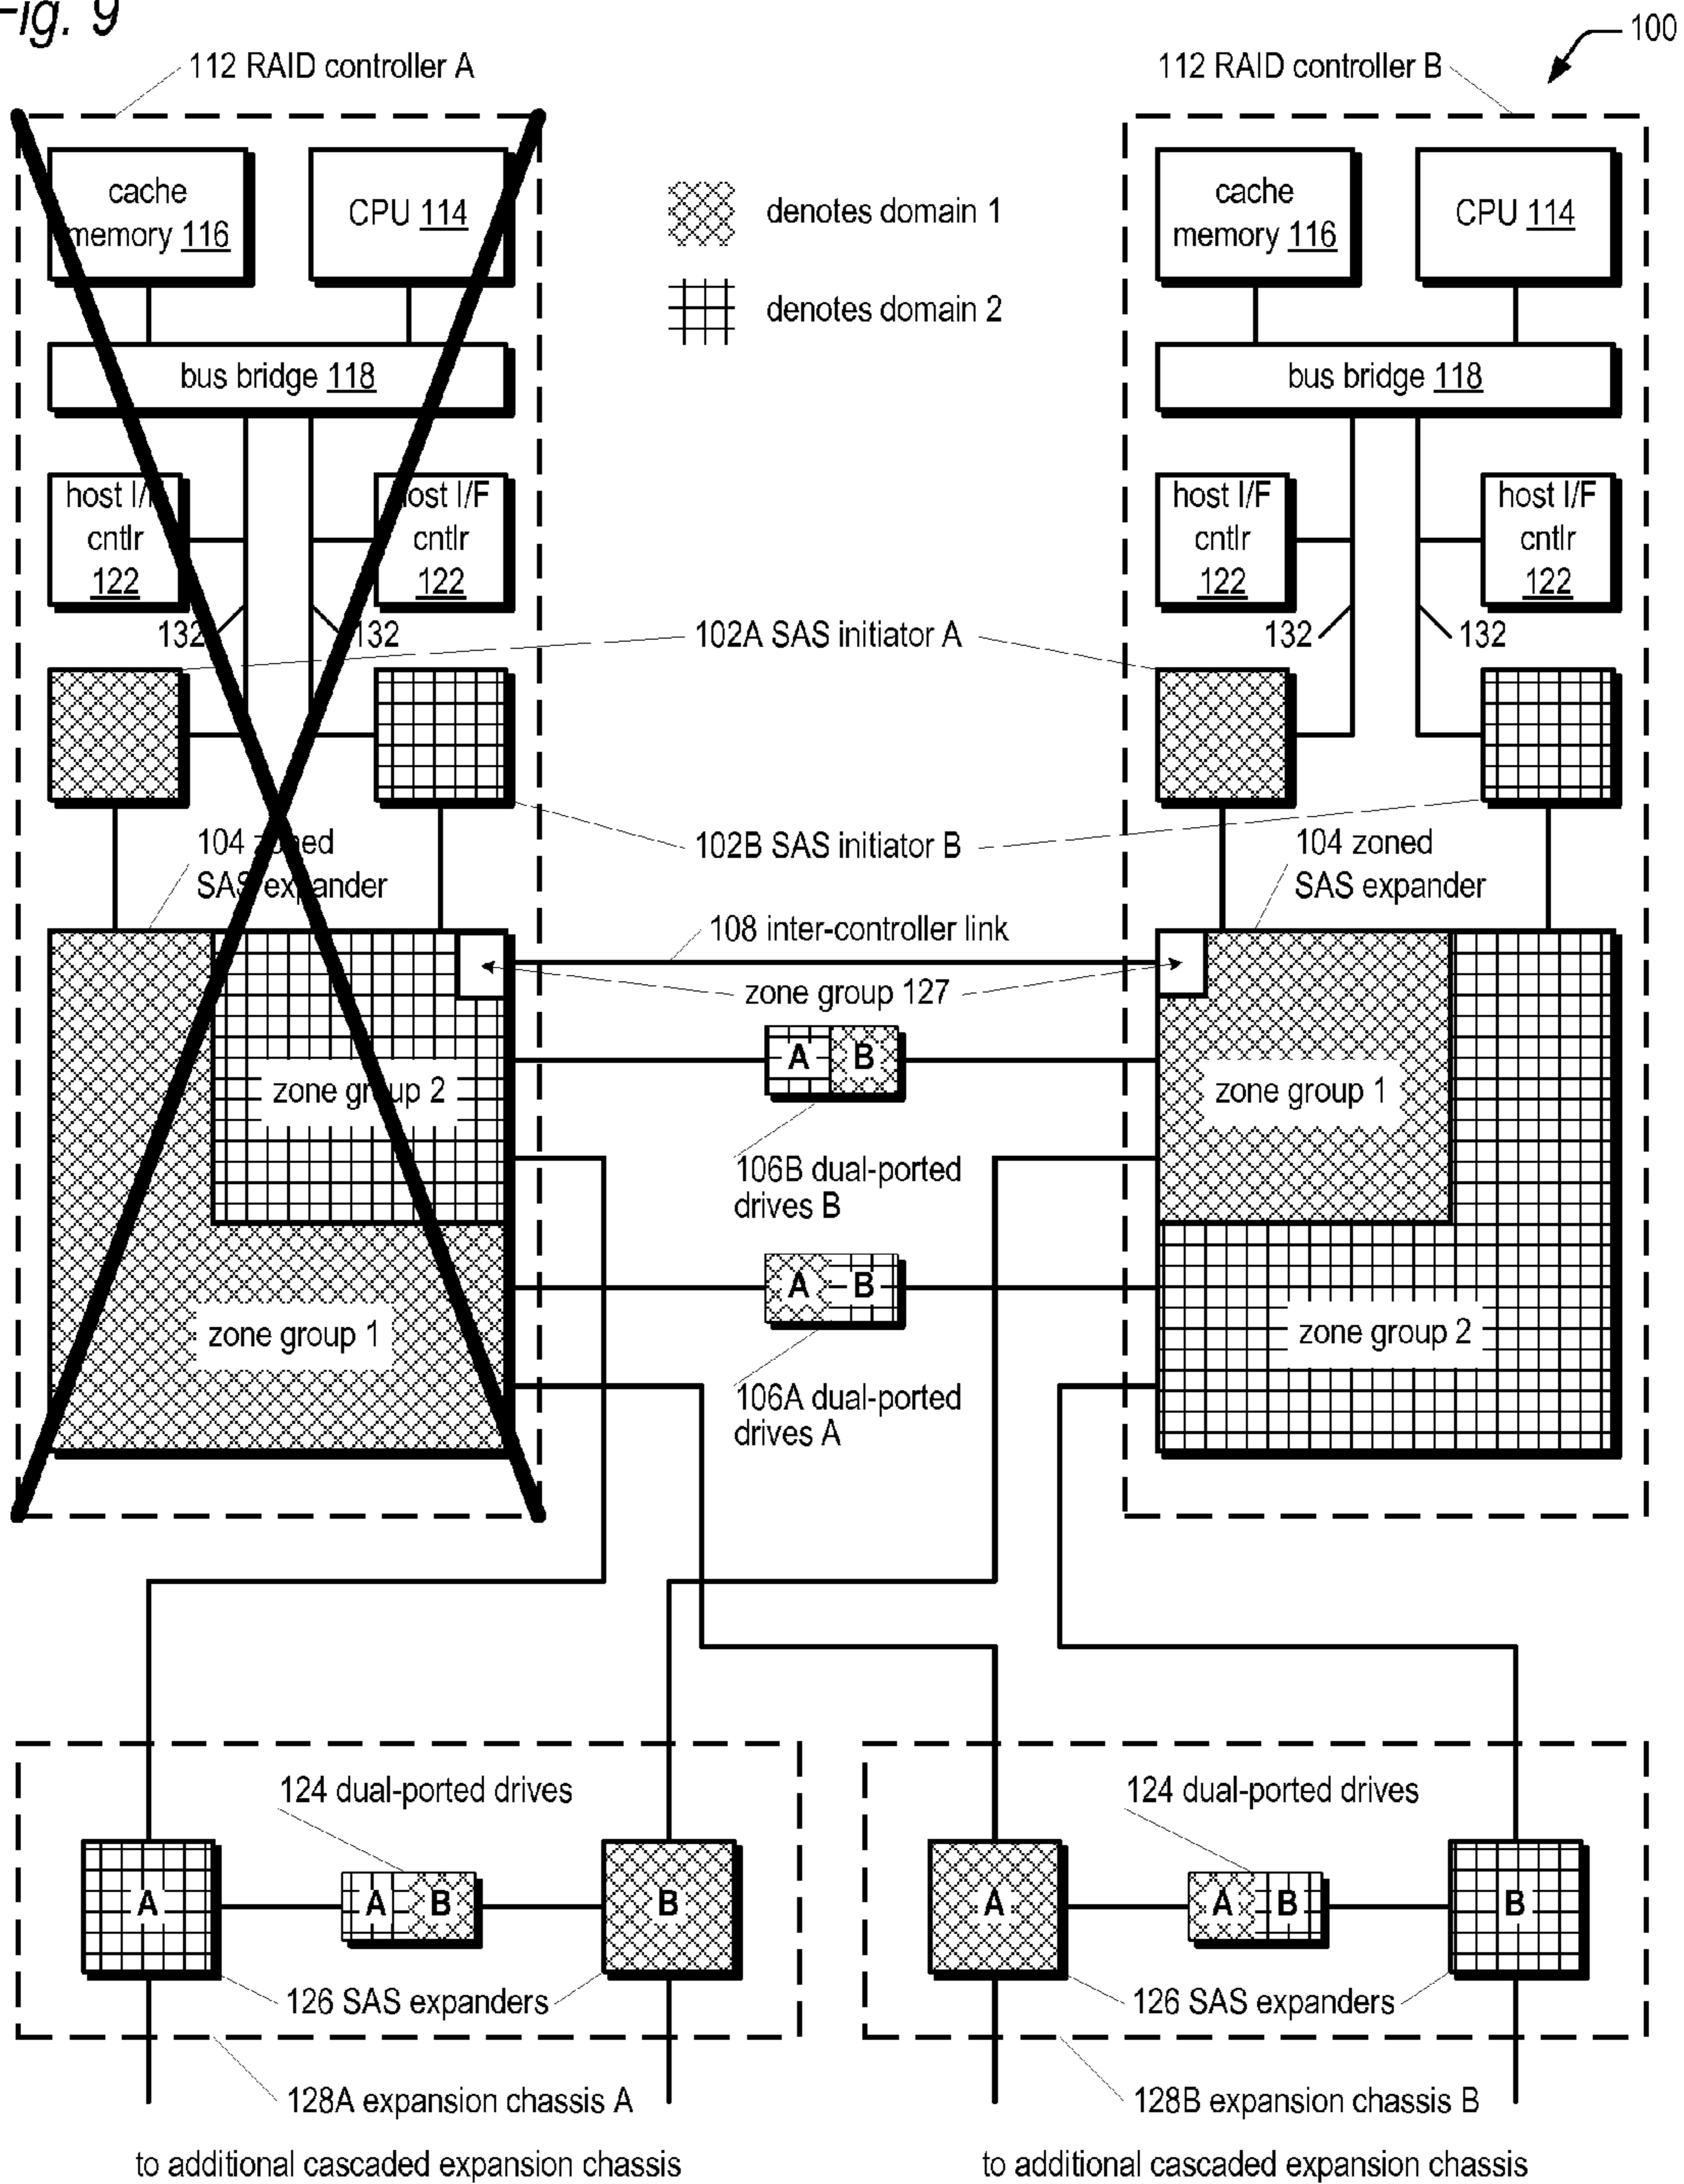 Fig. 9
100
112 RAID controller A
112 RAID controller B
cache
memory 116
CPU 114
denotes domain 1
denotes domain 2
cache
memory 116
CPU 114
bus bridge 118
bus bridge 118
host I/F
cntlr
122
host I/F
cntlr
122
host I/F
cntlr
122
host I/F
cntlr
122
132
132
102A SAS initiator A
132
132
102B SAS initiator B
104 zoned
SAS expander
104 zoned
SAS expander
108 inter-controller link
zone group 127
A
B
zone group 2
zone group 1
106B dual-ported
drives B
A
B
zone group 1
zone group 2
106A dual-ported
drives A
124 dual-ported drives
124 dual-ported drives
A
A
B
B
A
A
B
B
126 SAS expanders
126 SAS expanders
128A expansion chassis A
128B expansion chassis B
to additional cascaded expansion chassis
to additional cascaded expansion chassis